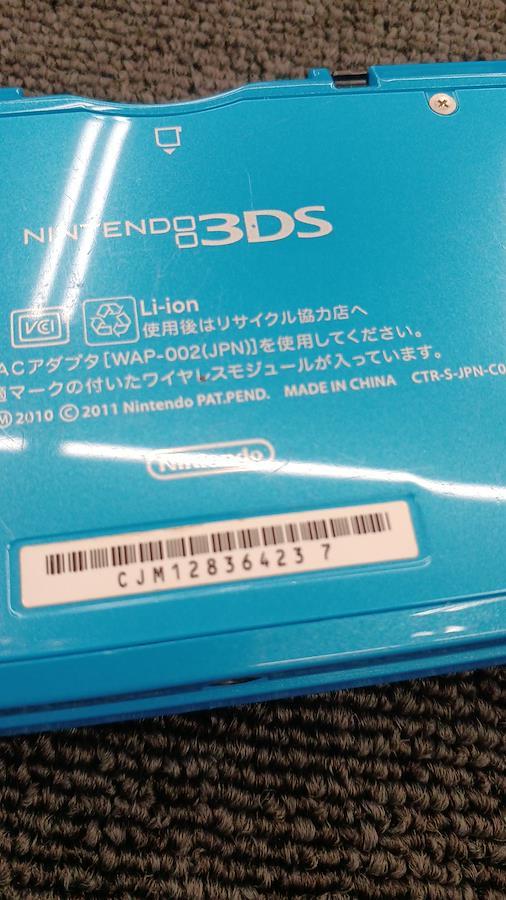 NINTENDO 3DS
VCI
Li-ion
使用後はリサイクル協力店へ
ACアダプタ[WAP-002(JPN)]を使用してください。
マークの付いたワイヤレスモジュールが入っています。
2010 © 2011 Nintendo PAT.PEND. MADE IN CHINA CTR-S-JPN-C0
Nintendo
CJM12836423 7